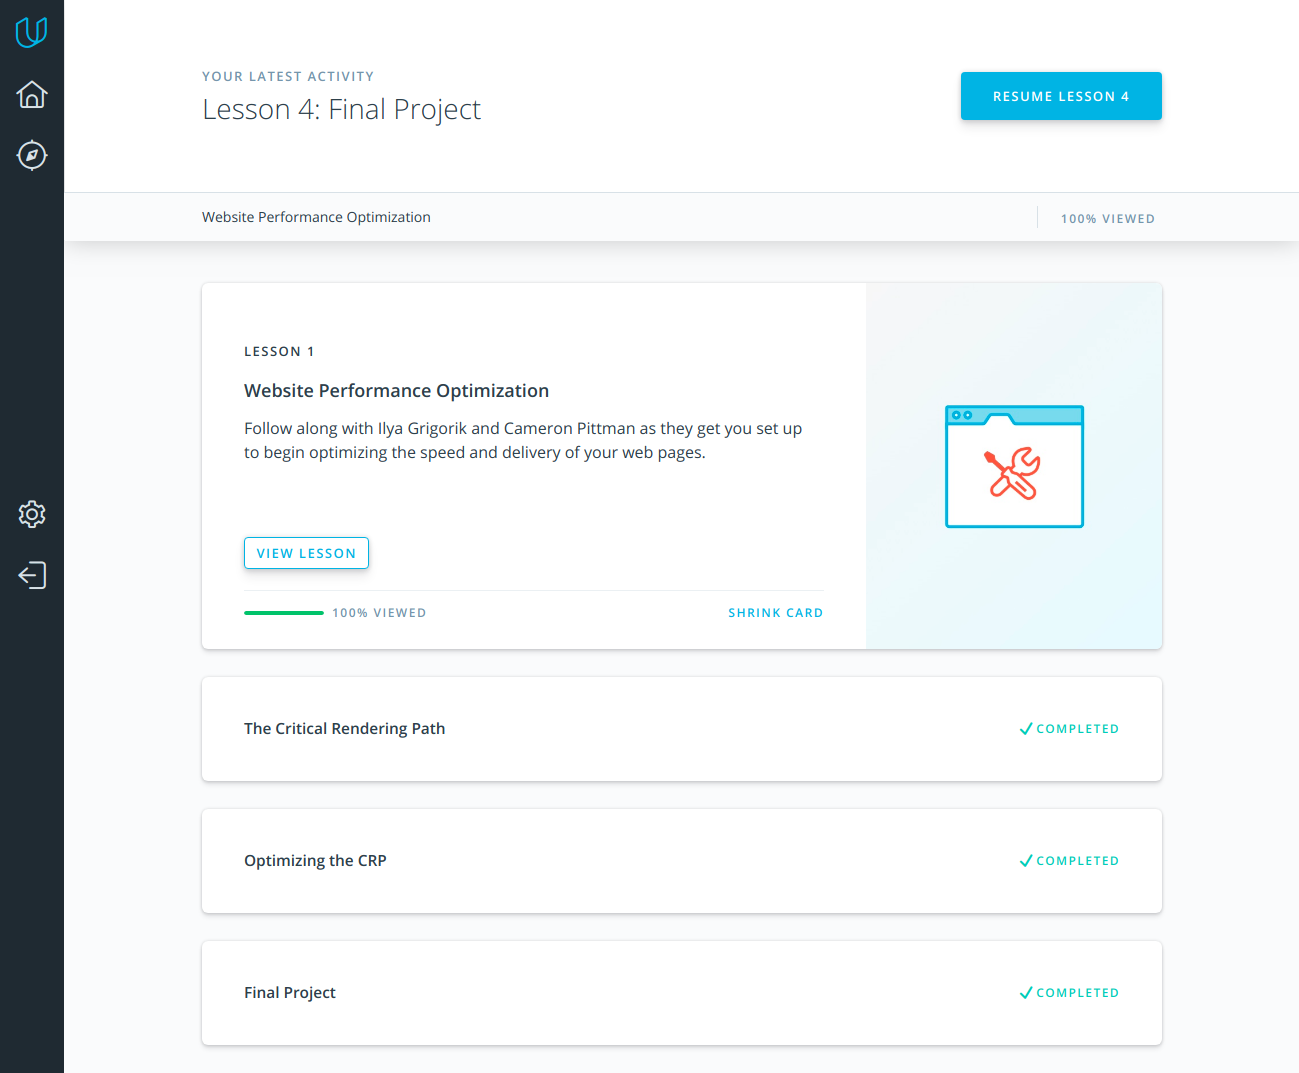 YOUR LATEST ACTIVITY
Lesson 4: Final Project
RESUME LESSON 4
Website Performance Optimization
100% VIEWED
LESSON 1
Website Performance Optimization
Follow along with Ilya Grigorik and Cameron Pittman as they get you set up
to begin optimizing the speed and delivery of your web pages.
VIEW LESSON
100% VIEWED
SHRINK CARD
The Critical Rendering Path
COMPLETED
Optimizing the CRP
COMPLETED
Final Project
COMPLETED